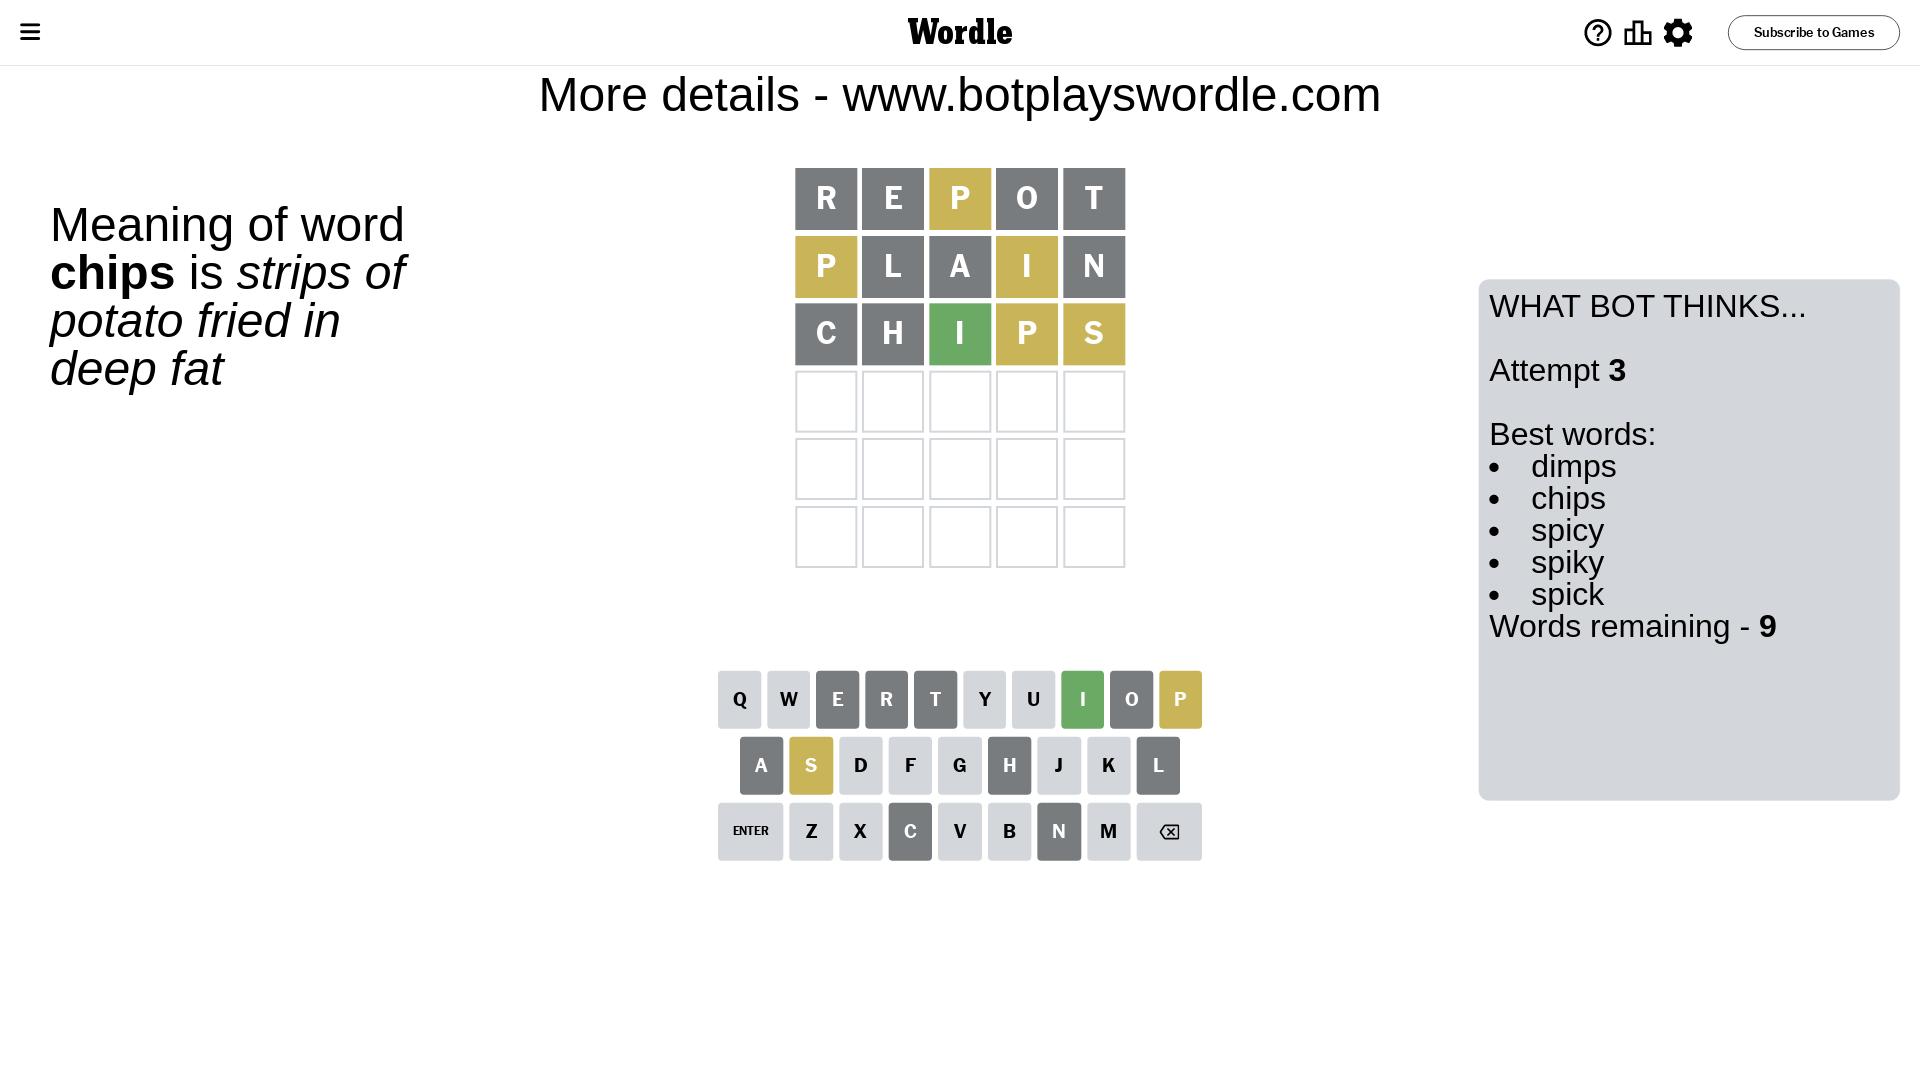 Wordle
Subscribe to Games
More details - www.botplayswordle.com
Meaning of word
chips is strips of
potato fried in
deep fat
R E P O T
P L A I N
C H I P S
WHAT BOT THINKS...
Attempt 3
Best words:
• dimps
• chips
• spicy
• spiky
• spick
Words remaining - 9
Q W E R T Y U I O P
A S D F G H J K L
ENTER Z X C V B N M